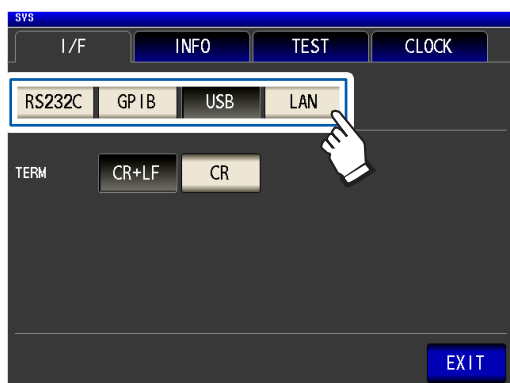 SYS
I/F INFO TEST CLOCK
RS232C GPIB USB LAN
TERM CR+LF CR
EXIT